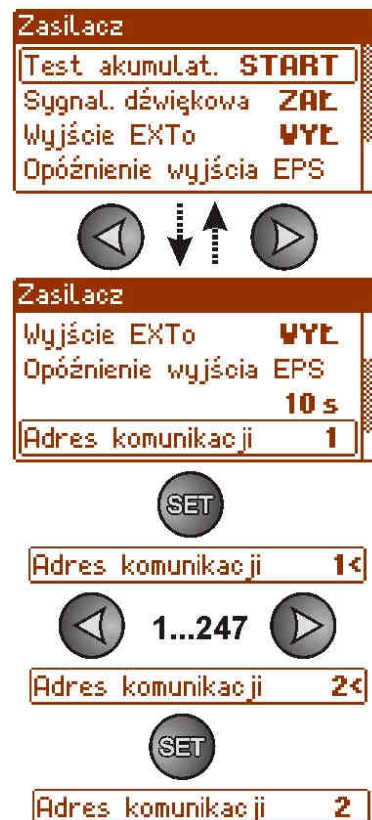 Zasilacz
Test akumulat. START
Sygnal. dźwiękowa ZAŁ
Wyjście EXTo WYŁ
Opóźnienie wyjścia EPS
Zasilacz
Wyjście EXTo WYŁ
Opóźnienie wyjścia EPS
10 s
Adres komunikacji 1
SET
Adres komunikacji 1<
1...247
Adres komunikacji 2<
SET
Adres komunikacji 2